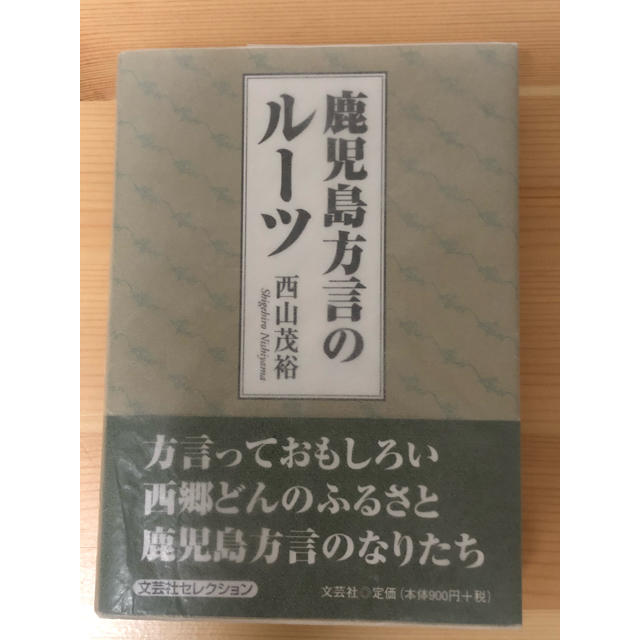 鹿児島方言の
ルーツ
西山茂裕
Shigehiro Nishiyama
方言っておもしろい
西郷どんのふるさと
鹿児島方言のなりたち
文芸社セレクション
文芸社◎定価(本体900円+税)